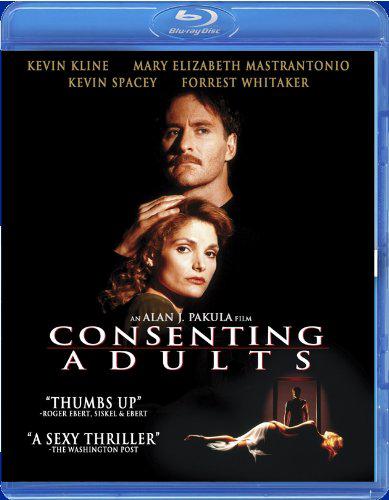 Blu-ray Disc
KEVIN KLINE MARY ELIZABETH MASTRANTONIO
KEVIN SPACEY FORREST WHITAKER
AN ALAN J. PAKULA FILM
CONSENTING
ADULTS
"THUMBS UP"
-ROGER EBERT, SISKEL & EBERT
"A SEXY THRILLER"
-THE WASHINGTON POST